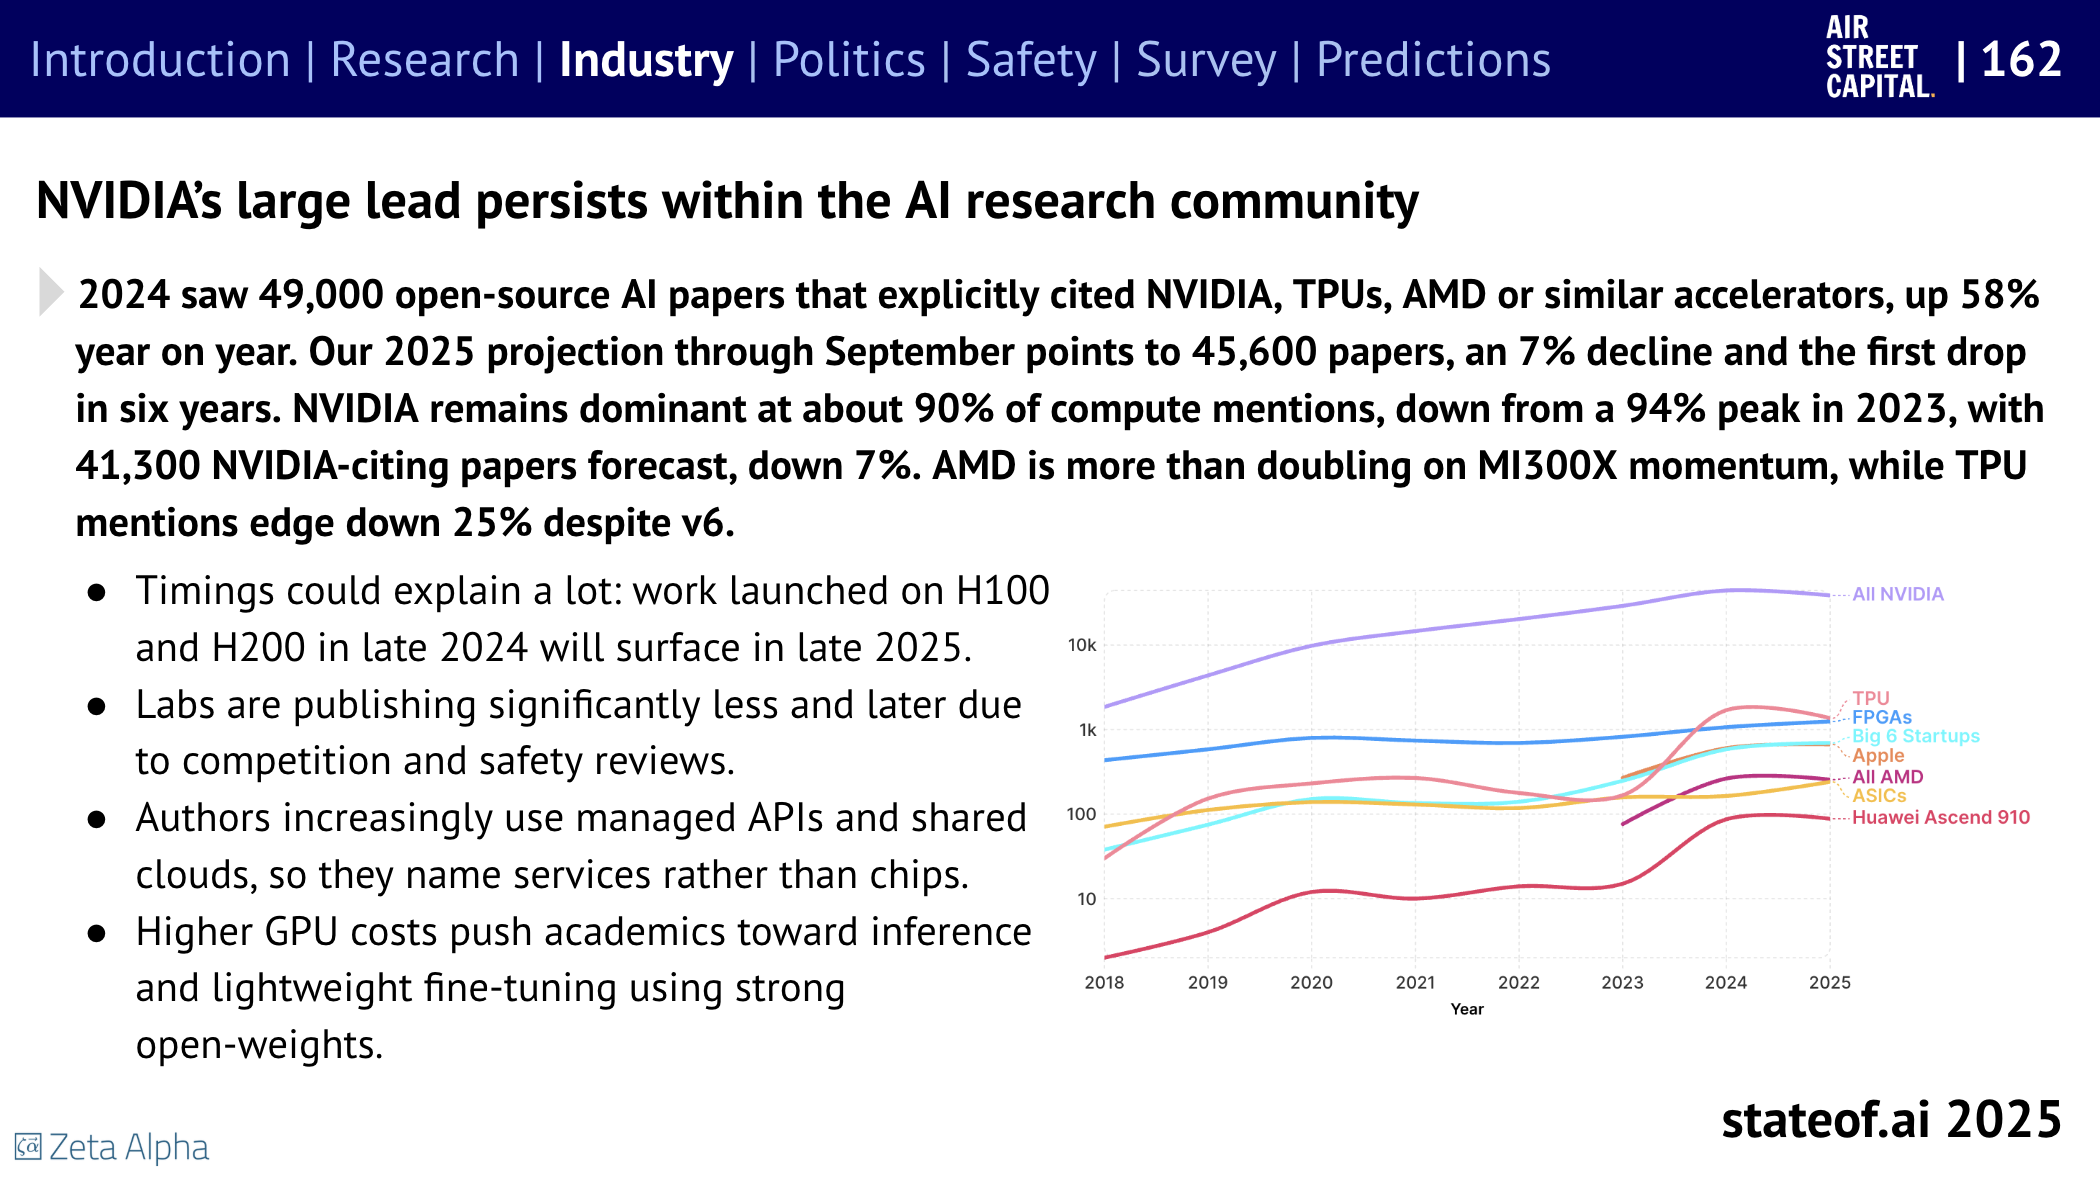 Introduction | Research | Industry | Politics | Safety | Survey | Predictions
AIR
STREET
CAPITAL.
| 162
NVIDIA’s large lead persists within the AI research community
2024 saw 49,000 open-source AI papers that explicitly cited NVIDIA, TPUs, AMD or similar accelerators, up 58%
year on year. Our 2025 projection through September points to 45,600 papers, an 7% decline and the first drop
in six years. NVIDIA remains dominant at about 90% of compute mentions, down from a 94% peak in 2023, with
41,300 NVIDIA-citing papers forecast, down 7%. AMD is more than doubling on MI300X momentum, while TPU
mentions edge down 25% despite v6.
● Timings could explain a lot: work launched on H100
and H200 in late 2024 will surface in late 2025.
● Labs are publishing significantly less and later due
to competition and safety reviews.
● Authors increasingly use managed APIs and shared
clouds, so they name services rather than chips.
● Higher GPU costs push academics toward inference
and lightweight fine-tuning using strong
open-weights.
10k
1k
100
10
2018 2019 2020 2021 2022 2023 2024 2025
Year
All NVIDIA
TPU
FPGAs
Big 6 Startups
Apple
All AMD
ASICs
Huawei Ascend 910
ζα Zeta Alpha
stateof.ai 2025